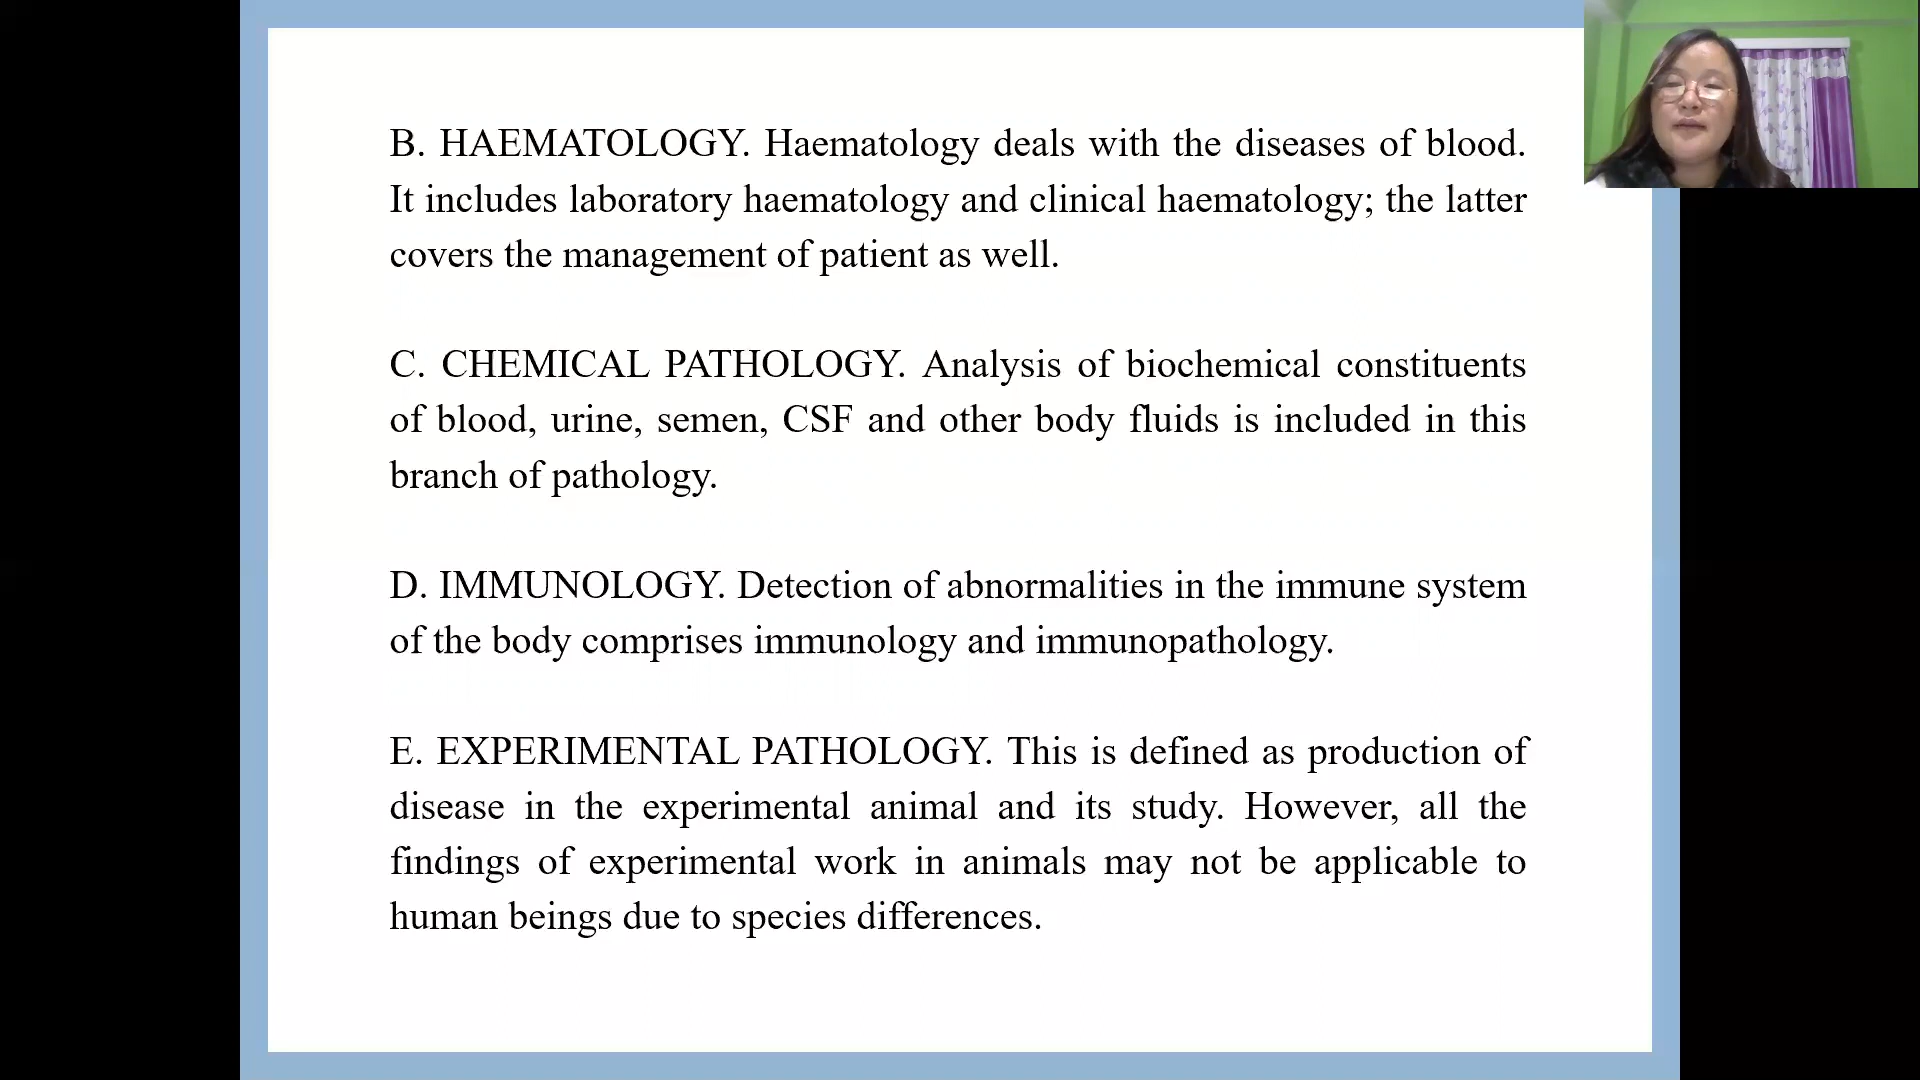 B. HAEMATOLOGY. Haematology deals with the diseases of blood.
It includes laboratory haematology and clinical haematology; the latter
covers the management of patient as well.
C. CHEMICAL PATHOLOGY. Analysis of biochemical constituents
of blood, urine, semen, CSF and other body fluids is included in this
branch of pathology.
D. IMMUNOLOGY. Detection of abnormalities in the immune system
of the body comprises immunology and immunopathology.
E. EXPERIMENTAL PATHOLOGY. This is defined as production of
disease in the experimental animal and its study. However, all the
findings of experimental work in animals may not be applicable to
human beings due to species differences.